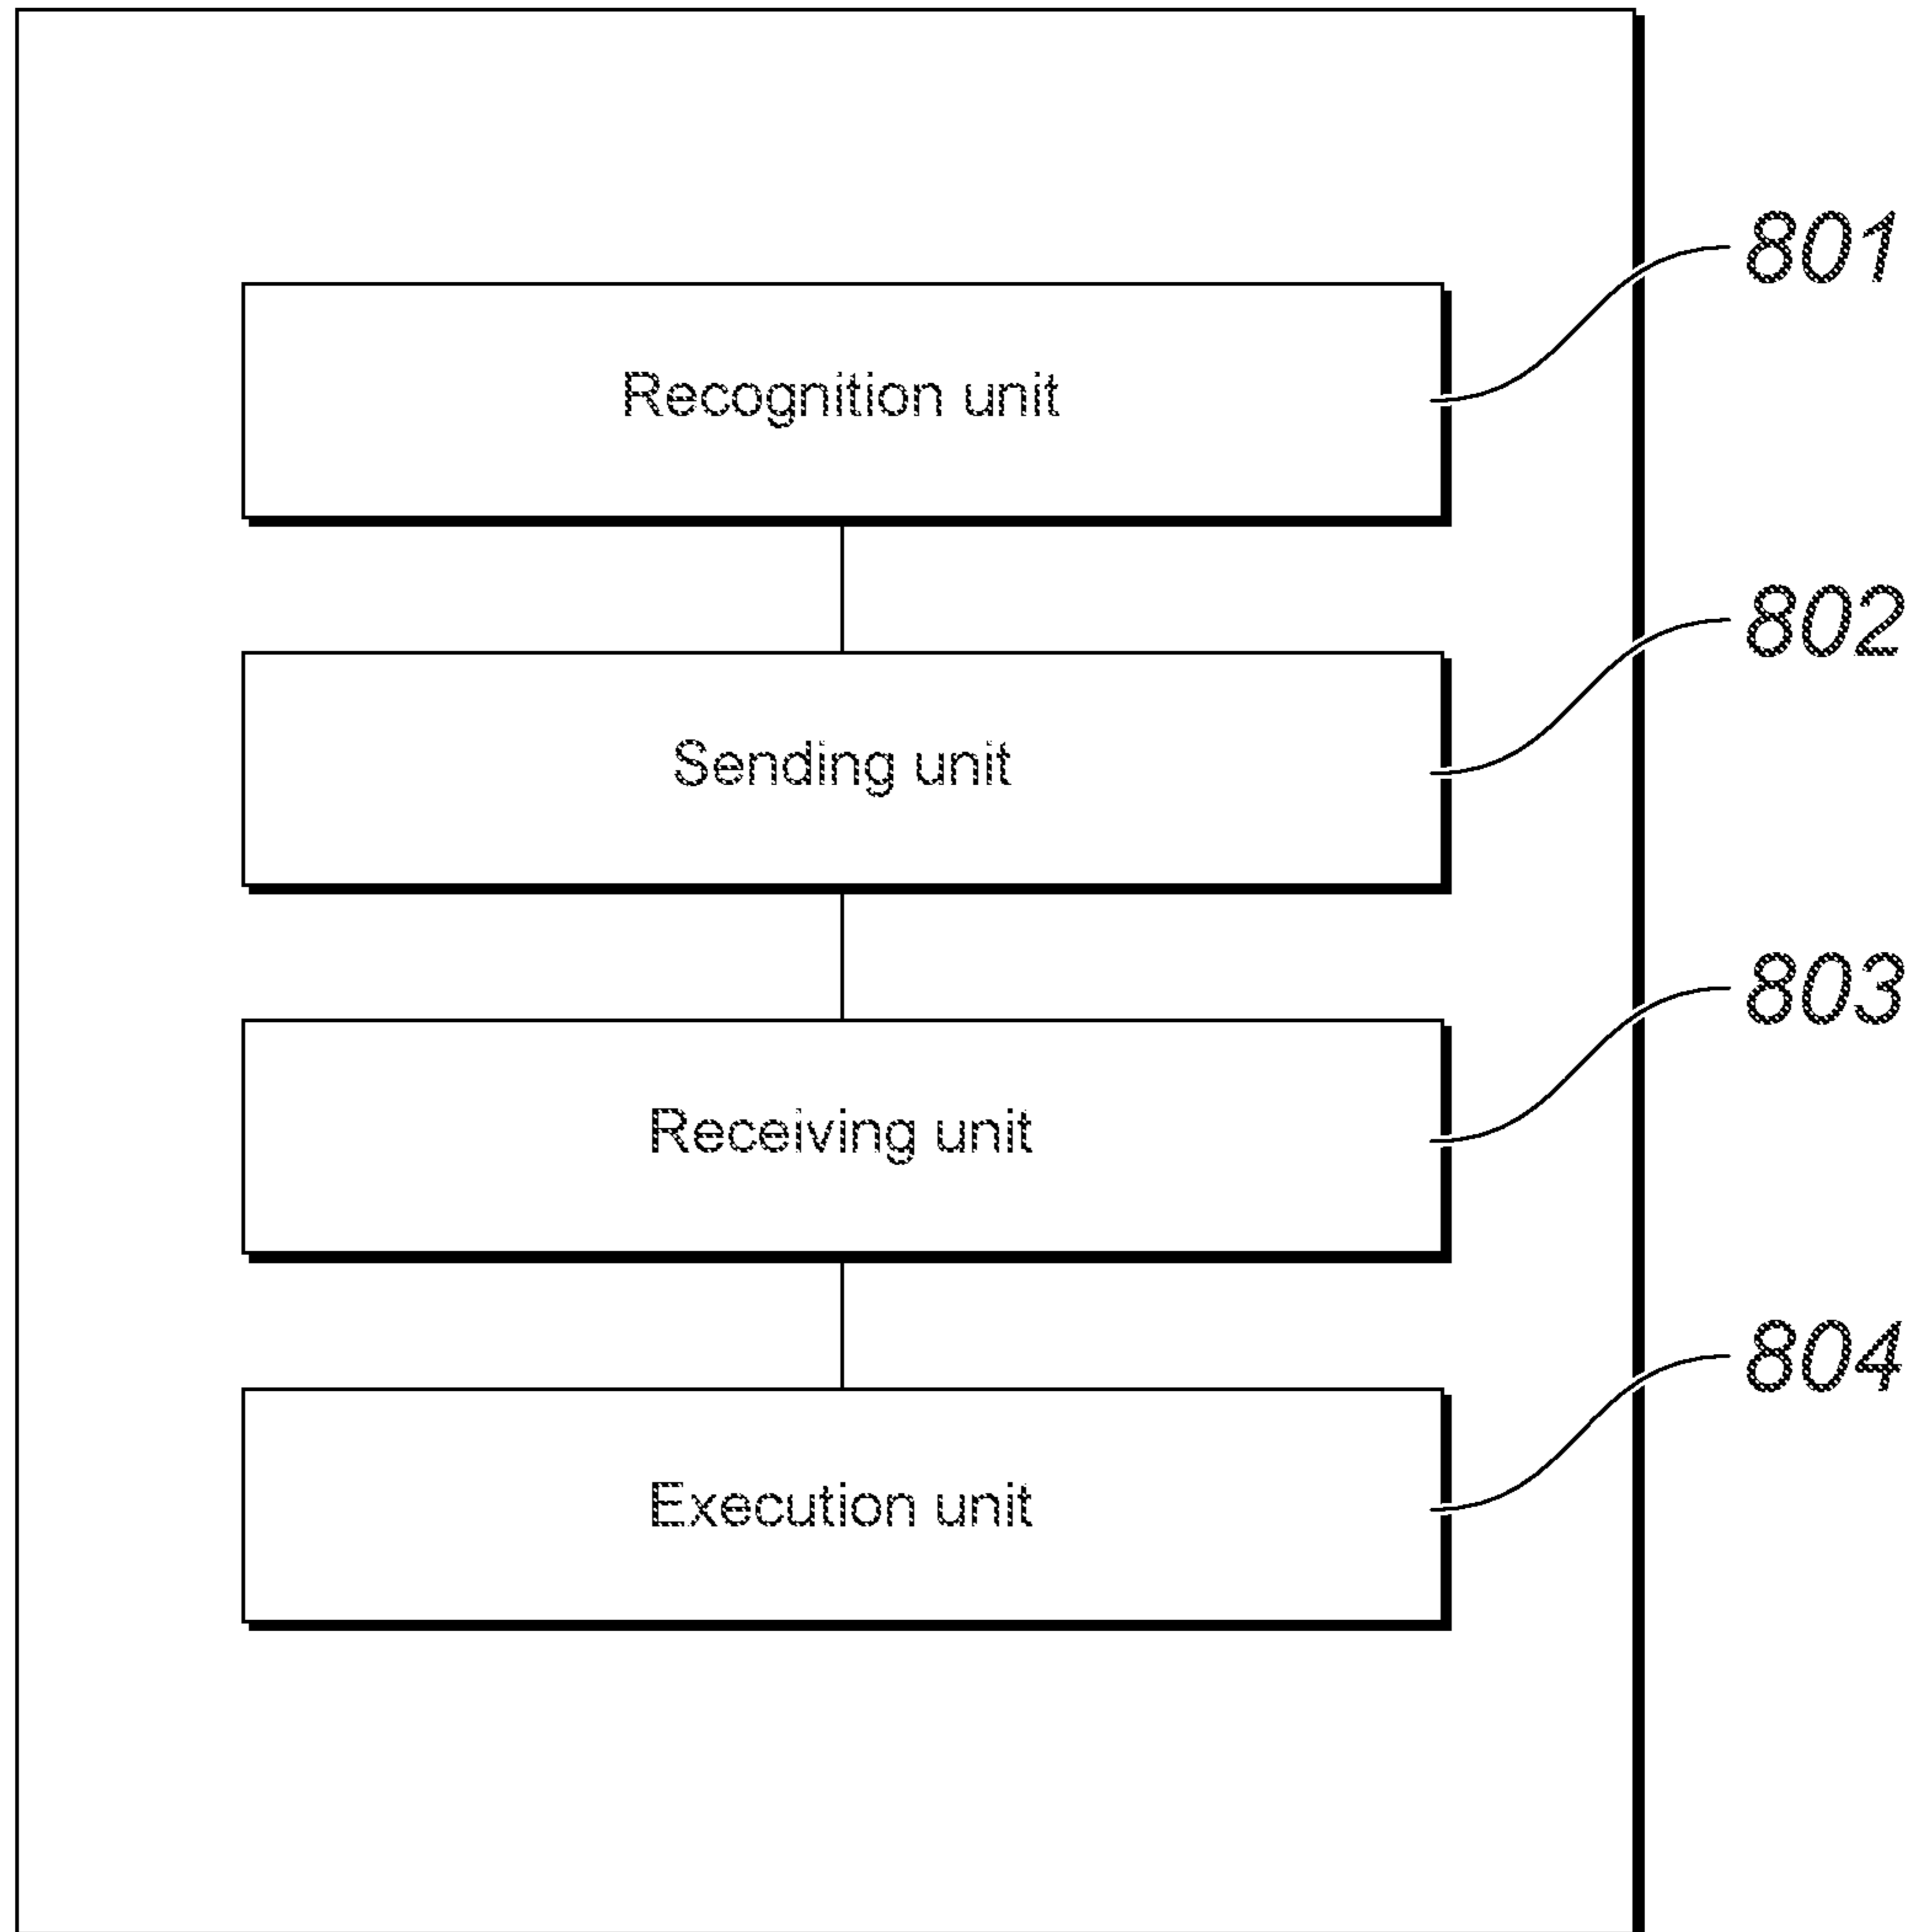 801
Recognition unit
802
Sending unit
803
Receiving unit
804
Execution unit